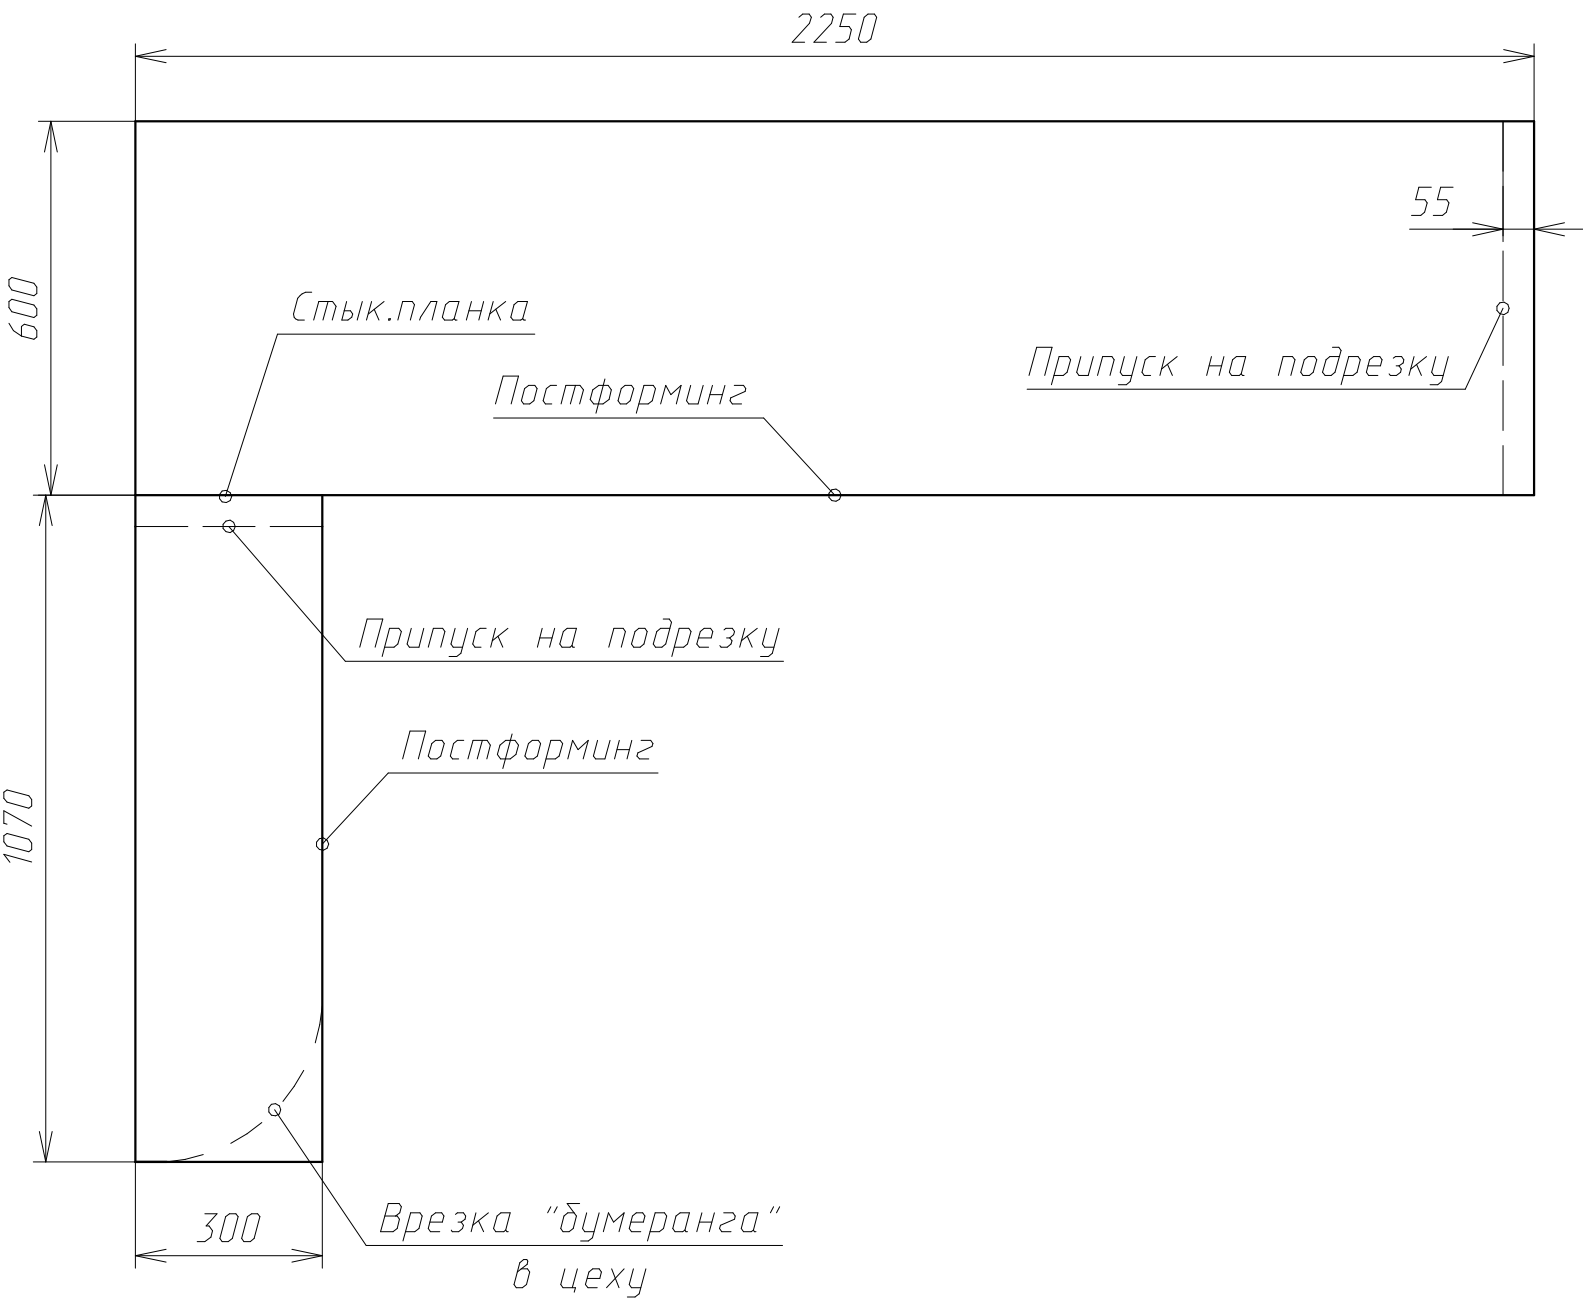 2250
55
600
Стык.планка
Припуск на подрезку
Постформинг
Припуск на подрезку
Постформинг
1070
Врезка "бумеранга"
в цеху
300